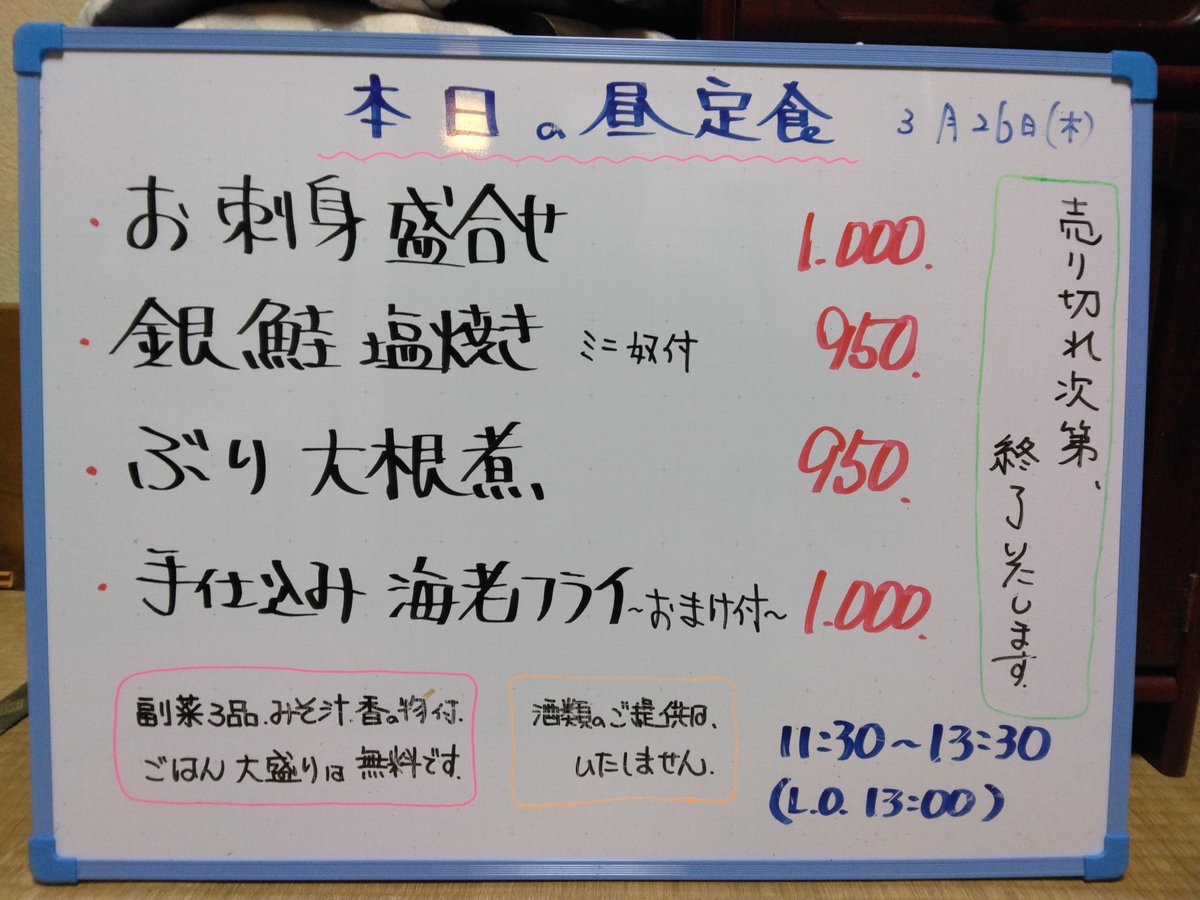 本日の昼定食
3月26日(木)
・お刺身 盛合せ 1.000.
・銀鮭 塩焼き ミニ奴付 950.
・ぶり 大根煮、 950.
・手仕込み 海老フライ ~おまけ付~ 1.000.
売り切れ次第、
終了いたします。
副菜3品、みそ汁、香の物付.
ごはん 大盛りは 無料です.
酒類のご提供は、
いたしません.
11:30~13:30
(L.O. 13:00)